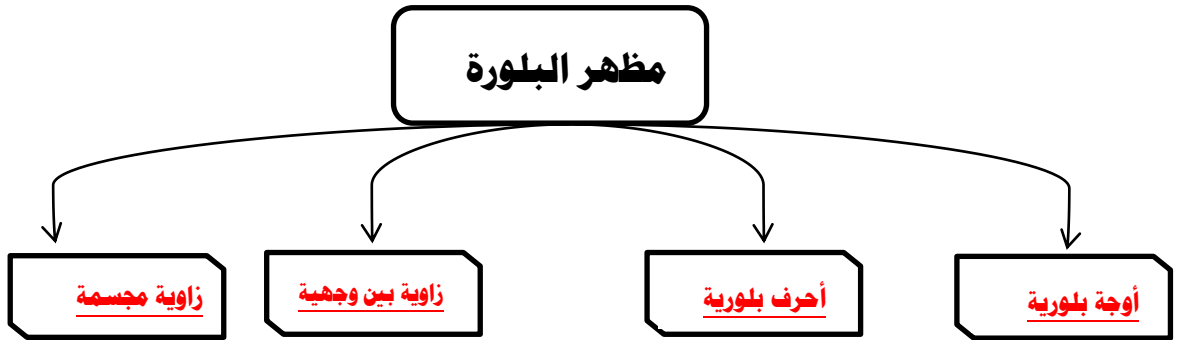 مظهر البلورة
أوجة بلورية
أحرف بلورية
زاوية بين وجهية
زاوية مجسمة